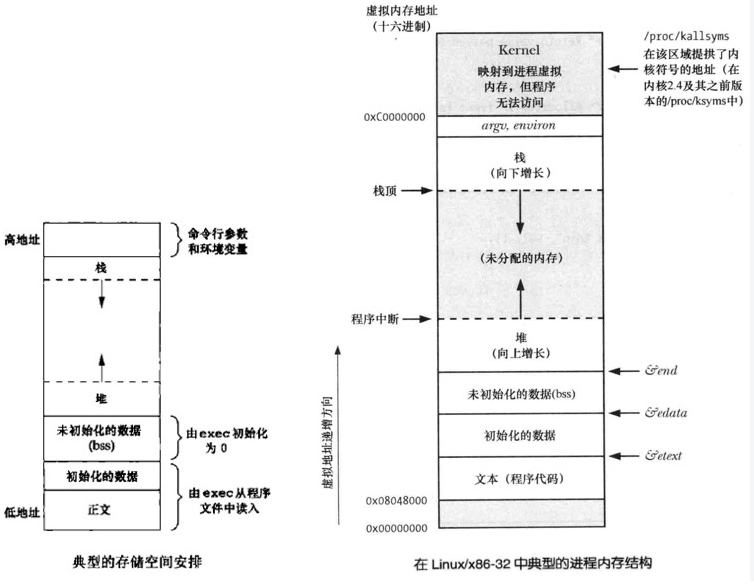 高地址
命令行参数
和环境变量
栈
堆
未初始化的数据
(bss)
由exec初始化
为0
初始化的数据
由exec从程序
文件中读入
低地址
正文
典型的存储空间安排
虚拟内存地址
(十六进制)
Kernel
映射到进程虚拟
内存，但程序
无法访问
/proc/kallsyms
在该区域提供了内
核符号的地址（在
内核2.4及其之前版
本的/proc/ksyms中）
0xC0000000
argv, environ
栈
(向下增长)
栈顶
(未分配的内存)
程序中断
堆
(向上增长)
&end
未初始化的数据(bss)
&edata
初始化的数据
&etext
文本（程序代码）
0x08048000
0x00000000
虚拟地址递增方向
在 Linux/x86-32 中典型的进程内存结构